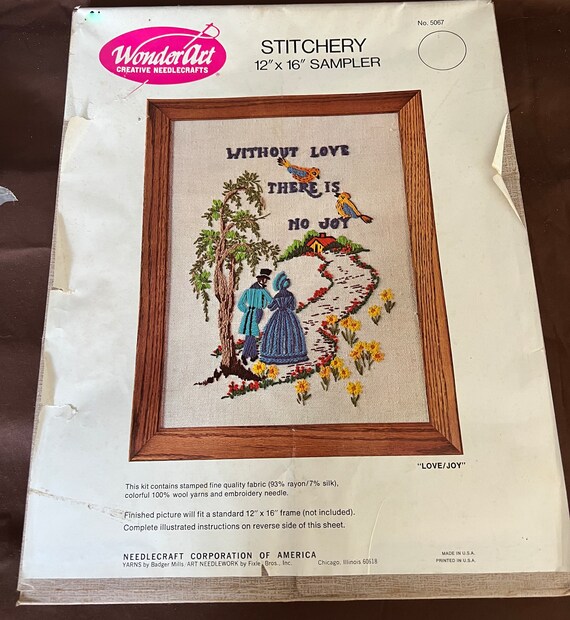 No. 5067
WonderArt
CREATIVE NEEDLECRAFTS
STITCHERY
12" x 16" SAMPLER
WITHOUT LOVE
THERE IS
NO JOY
"LOVE/JOY"
This kit contains stamped fine quality fabric (93% rayon/7% silk),
colorful 100% wool yarns and embroidery needle.
Finished picture will fit a standard 12" x 16" frame (not included).
Complete illustrated instructions on reverse side of this sheet.
NEEDLECRAFT CORPORATION OF AMERICA
YARNS by Badger Mills/ART NEEDLEWORK by Fixler Bros., Inc. Chicago, Illinois 60618
MADE IN U.S.A.
PRINTED IN U.S.A.